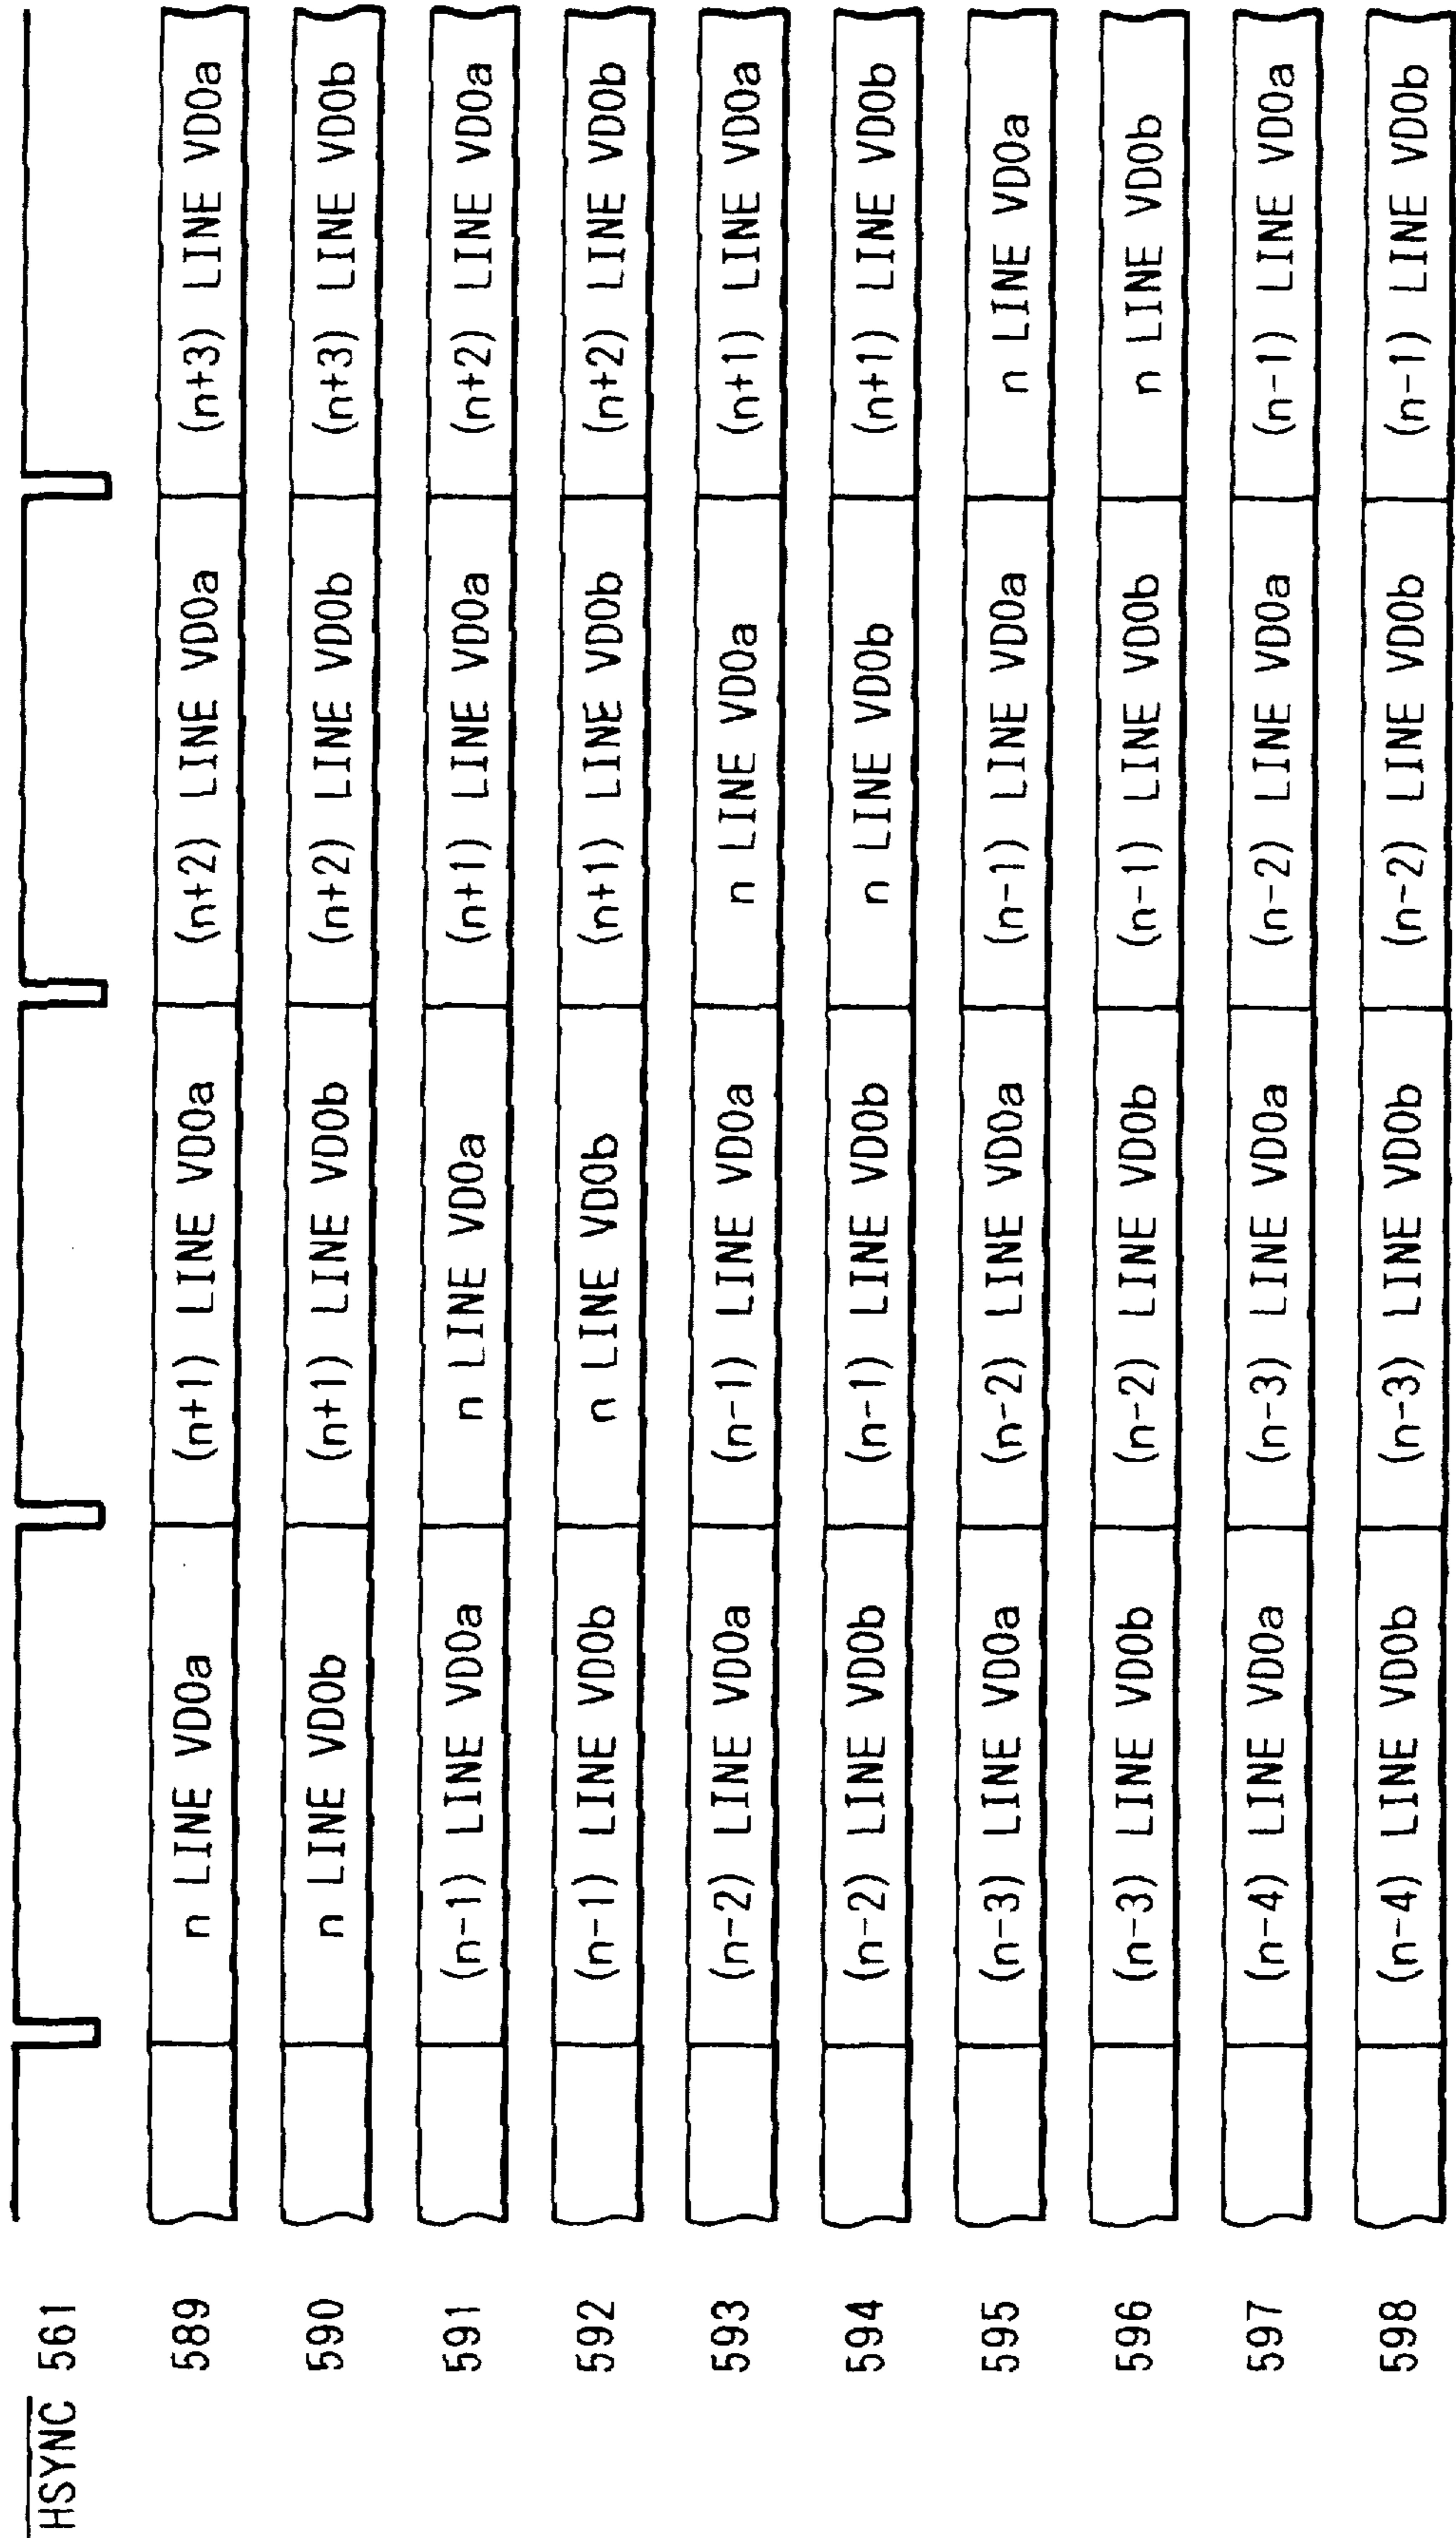 HSYNC 561
589 n LINE VD0a (n+1) LINE VD0a (n+2) LINE VD0a (n+3) LINE VD0a
590 n LINE VD0b (n+1) LINE VD0b (n+2) LINE VD0b (n+3) LINE VD0b
591 (n-1) LINE VD0a n LINE VD0a (n+1) LINE VD0a (n+2) LINE VD0a
592 (n-1) LINE VD0b n LINE VD0b (n+1) LINE VD0b (n+2) LINE VD0b
593 (n-2) LINE VD0a (n-1) LINE VD0a n LINE VD0a (n+1) LINE VD0a
594 (n-2) LINE VD0b (n-1) LINE VD0b n LINE VD0b (n+1) LINE VD0b
595 (n-3) LINE VD0a (n-2) LINE VD0a (n-1) LINE VD0a n LINE VD0a
596 (n-3) LINE VD0b (n-2) LINE VD0b (n-1) LINE VD0b n LINE VD0b
597 (n-4) LINE VD0a (n-3) LINE VD0a (n-2) LINE VD0a (n-1) LINE VD0a
598 (n-4) LINE VD0b (n-3) LINE VD0b (n-2) LINE VD0b (n-1) LINE VD0b